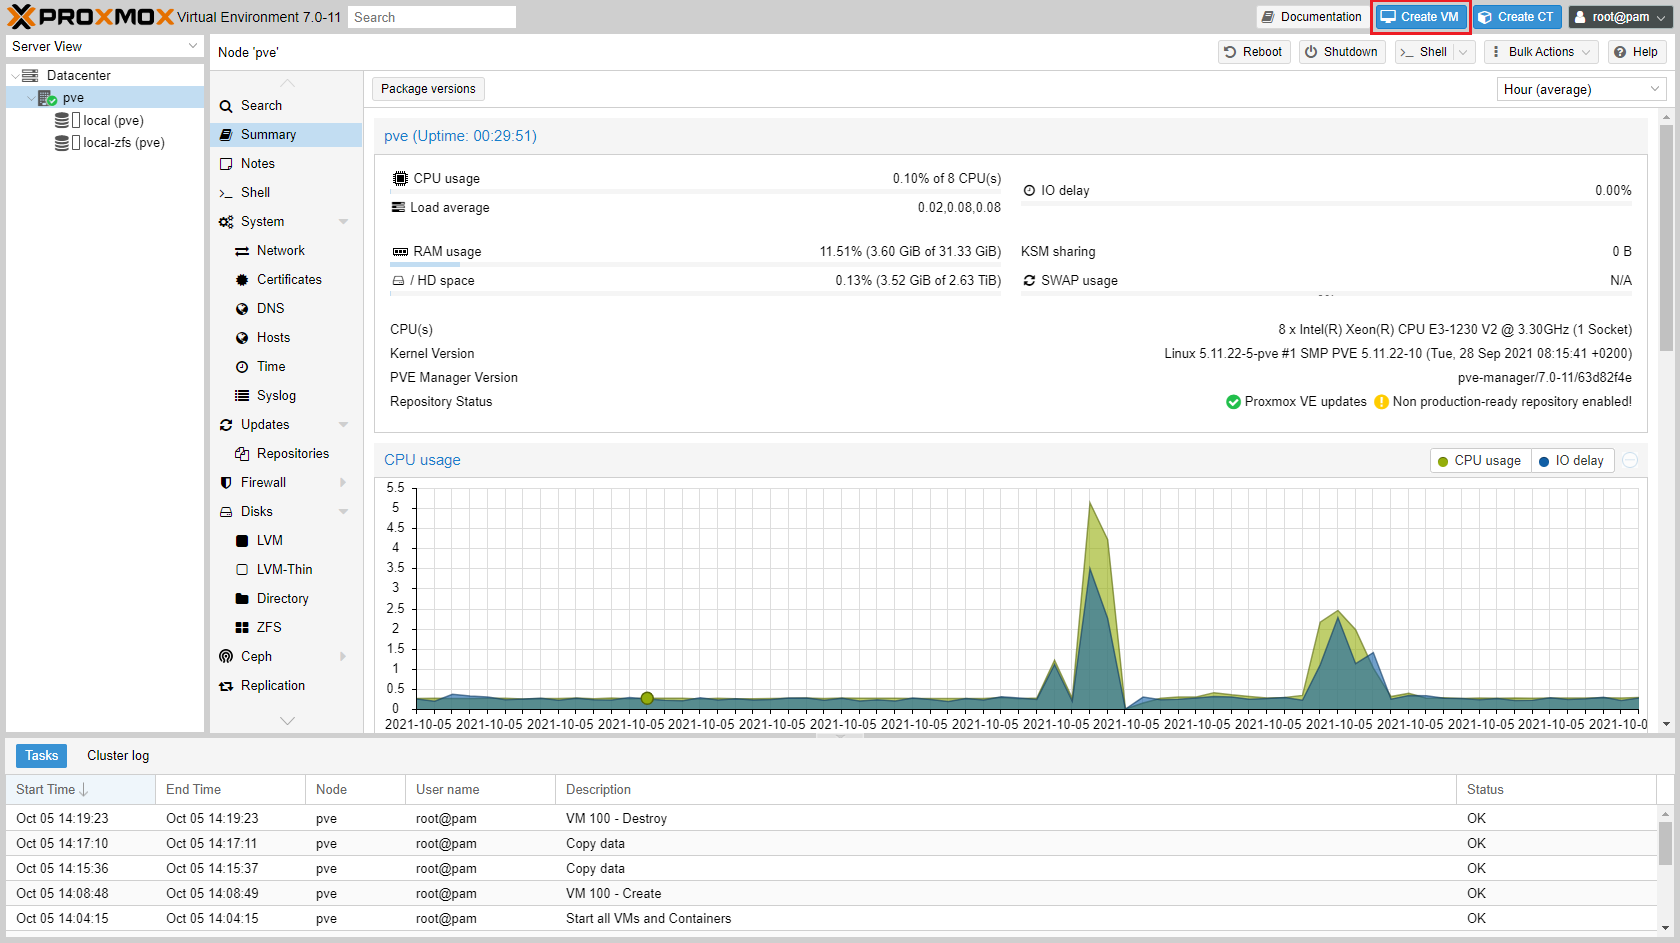 PROXMOX Virtual Environment 7.0-11 Search Documentation Create VM Create CT root@pam
Server View
Node 'pve' Reboot Shutdown Shell Bulk Actions Help
Datacenter
pve
local (pve)
local-zfs (pve)
Search
Summary
Notes
Shell
System
Network
Certificates
DNS
Hosts
Time
Syslog
Updates
Repositories
Firewall
Disks
LVM
LVM-Thin
Directory
ZFS
Ceph
Replication
Package versions Hour (average)
pve (Uptime: 00:29:51)
CPU usage 0.10% of 8 CPU(s)
IO delay 0.00%
Load average 0.02,0.08,0.08
RAM usage 11.51% (3.60 GiB of 31.33 GiB) KSM sharing 0 B
/ HD space 0.13% (3.52 GiB of 2.63 TiB) SWAP usage N/A
CPU(s) 8 x Intel(R) Xeon(R) CPU E3-1230 V2 @ 3.30GHz (1 Socket)
Kernel Version Linux 5.11.22-5-pve #1 SMP PVE 5.11.22-10 (Tue, 28 Sep 2021 08:15:41 +0200)
PVE Manager Version pve-manager/7.0-11/63d82f4e
Repository Status Proxmox VE updates Non production-ready repository enabled!
CPU usage CPU usage IO delay
5.5
5
4.5
4
3.5
3
2.5
2
1.5
1
0.5
0
2021-10-05 2021-10-05 2021-10-05 2021-10-05 2021-10-05 2021-10-05 2021-10-05 2021-10-05 2021-10-05 2021-10-05 2021-10-05 2021-10-05 2021-10-05 2021-10-05 2021-10-05 2021-10-05 2021-10-05 2021-10-0
Tasks Cluster log
Start Time End Time Node User name Description Status
Oct 05 14:19:23 Oct 05 14:19:23 pve root@pam VM 100 - Destroy OK
Oct 05 14:17:10 Oct 05 14:17:11 pve root@pam Copy data OK
Oct 05 14:15:36 Oct 05 14:15:37 pve root@pam Copy data OK
Oct 05 14:08:48 Oct 05 14:08:49 pve root@pam VM 100 - Create OK
Oct 05 14:04:15 Oct 05 14:04:15 pve root@pam Start all VMs and Containers OK